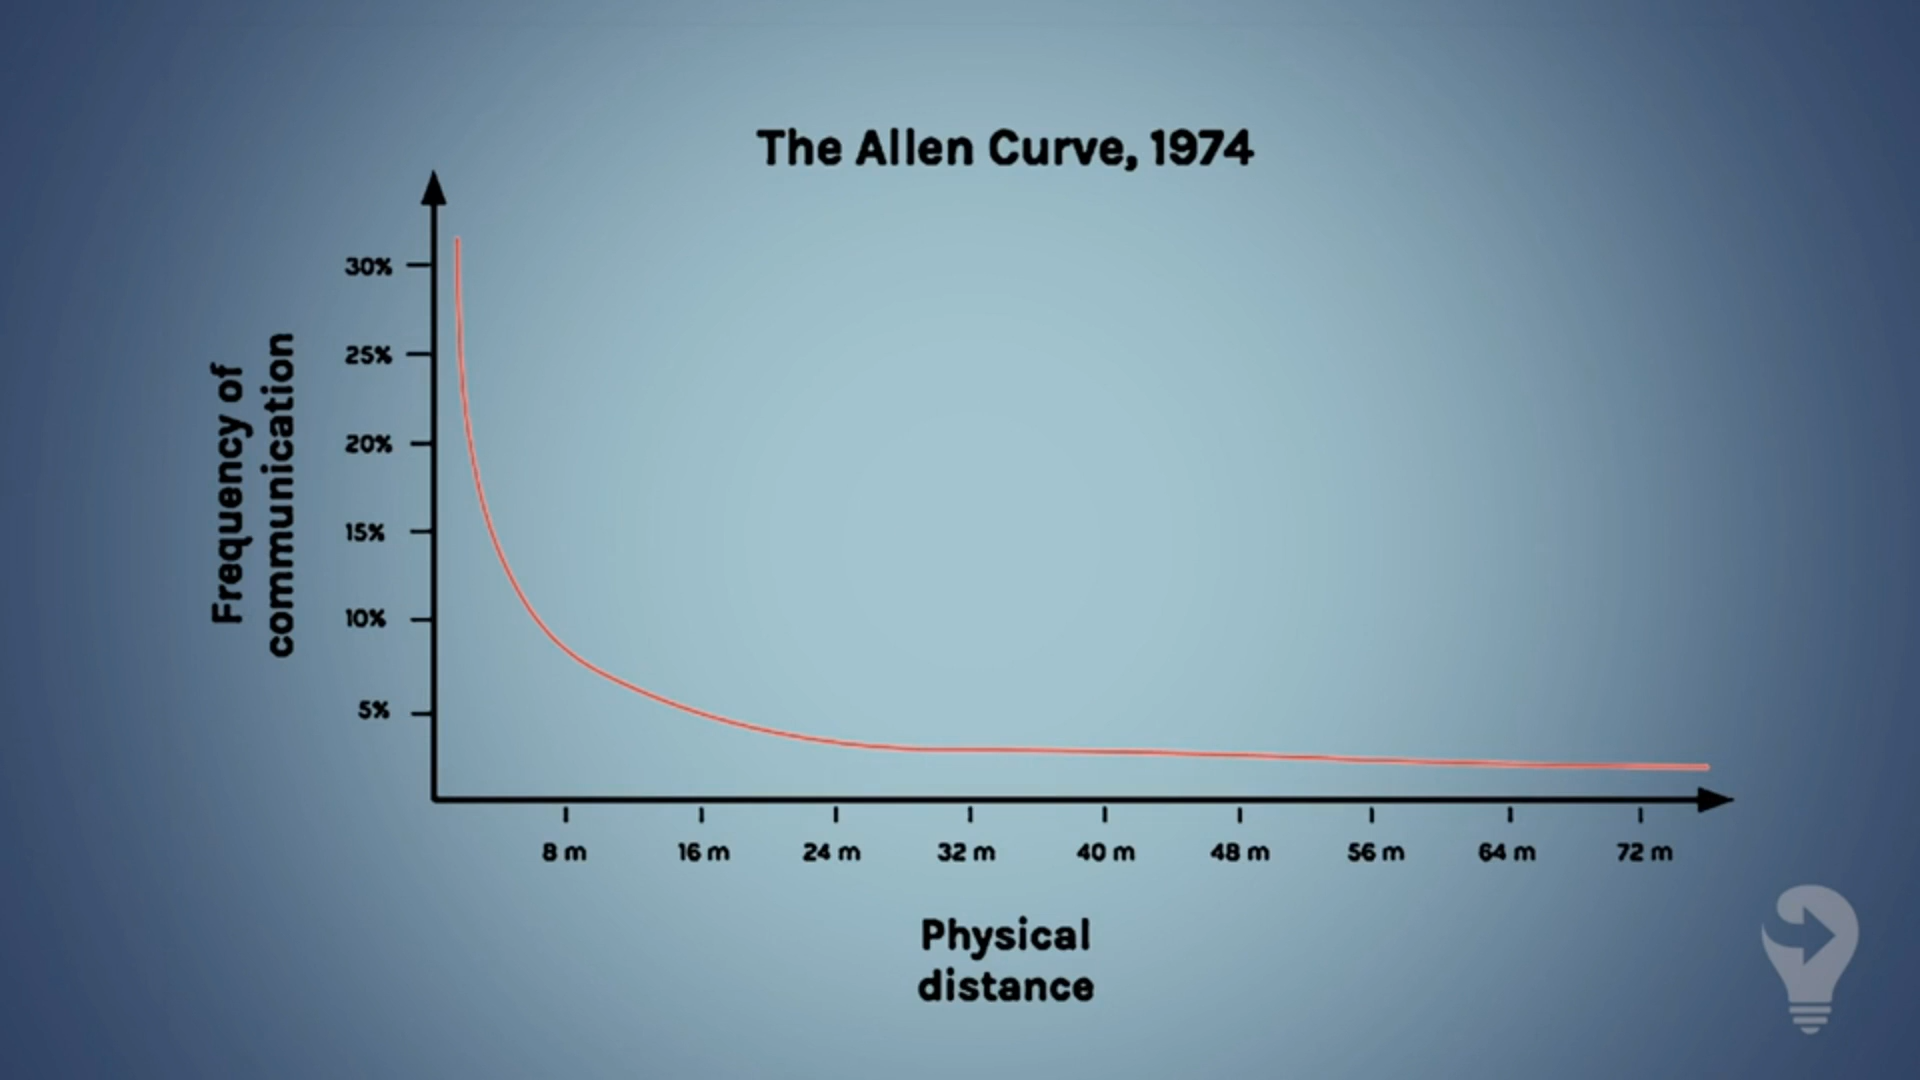 The Allen Curve, 1974
Frequency of
communication
30%
25%
20%
15%
10%
5%
8 m
16 m
24 m
32 m
40 m
48 m
56 m
64 m
72 m
Physical
distance